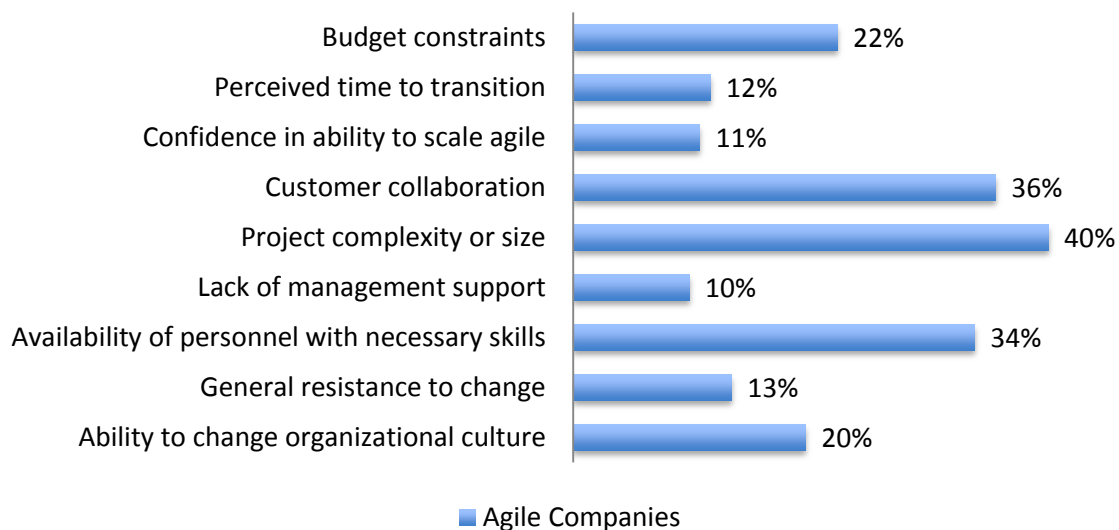 Budget constraints 22%
Perceived time to transition 12%
Confidence in ability to scale agile 11%
Customer collaboration 36%
Project complexity or size 40%
Lack of management support 10%
Availability of personnel with necessary skills 34%
General resistance to change 13%
Ability to change organizational culture 20%
Agile Companies